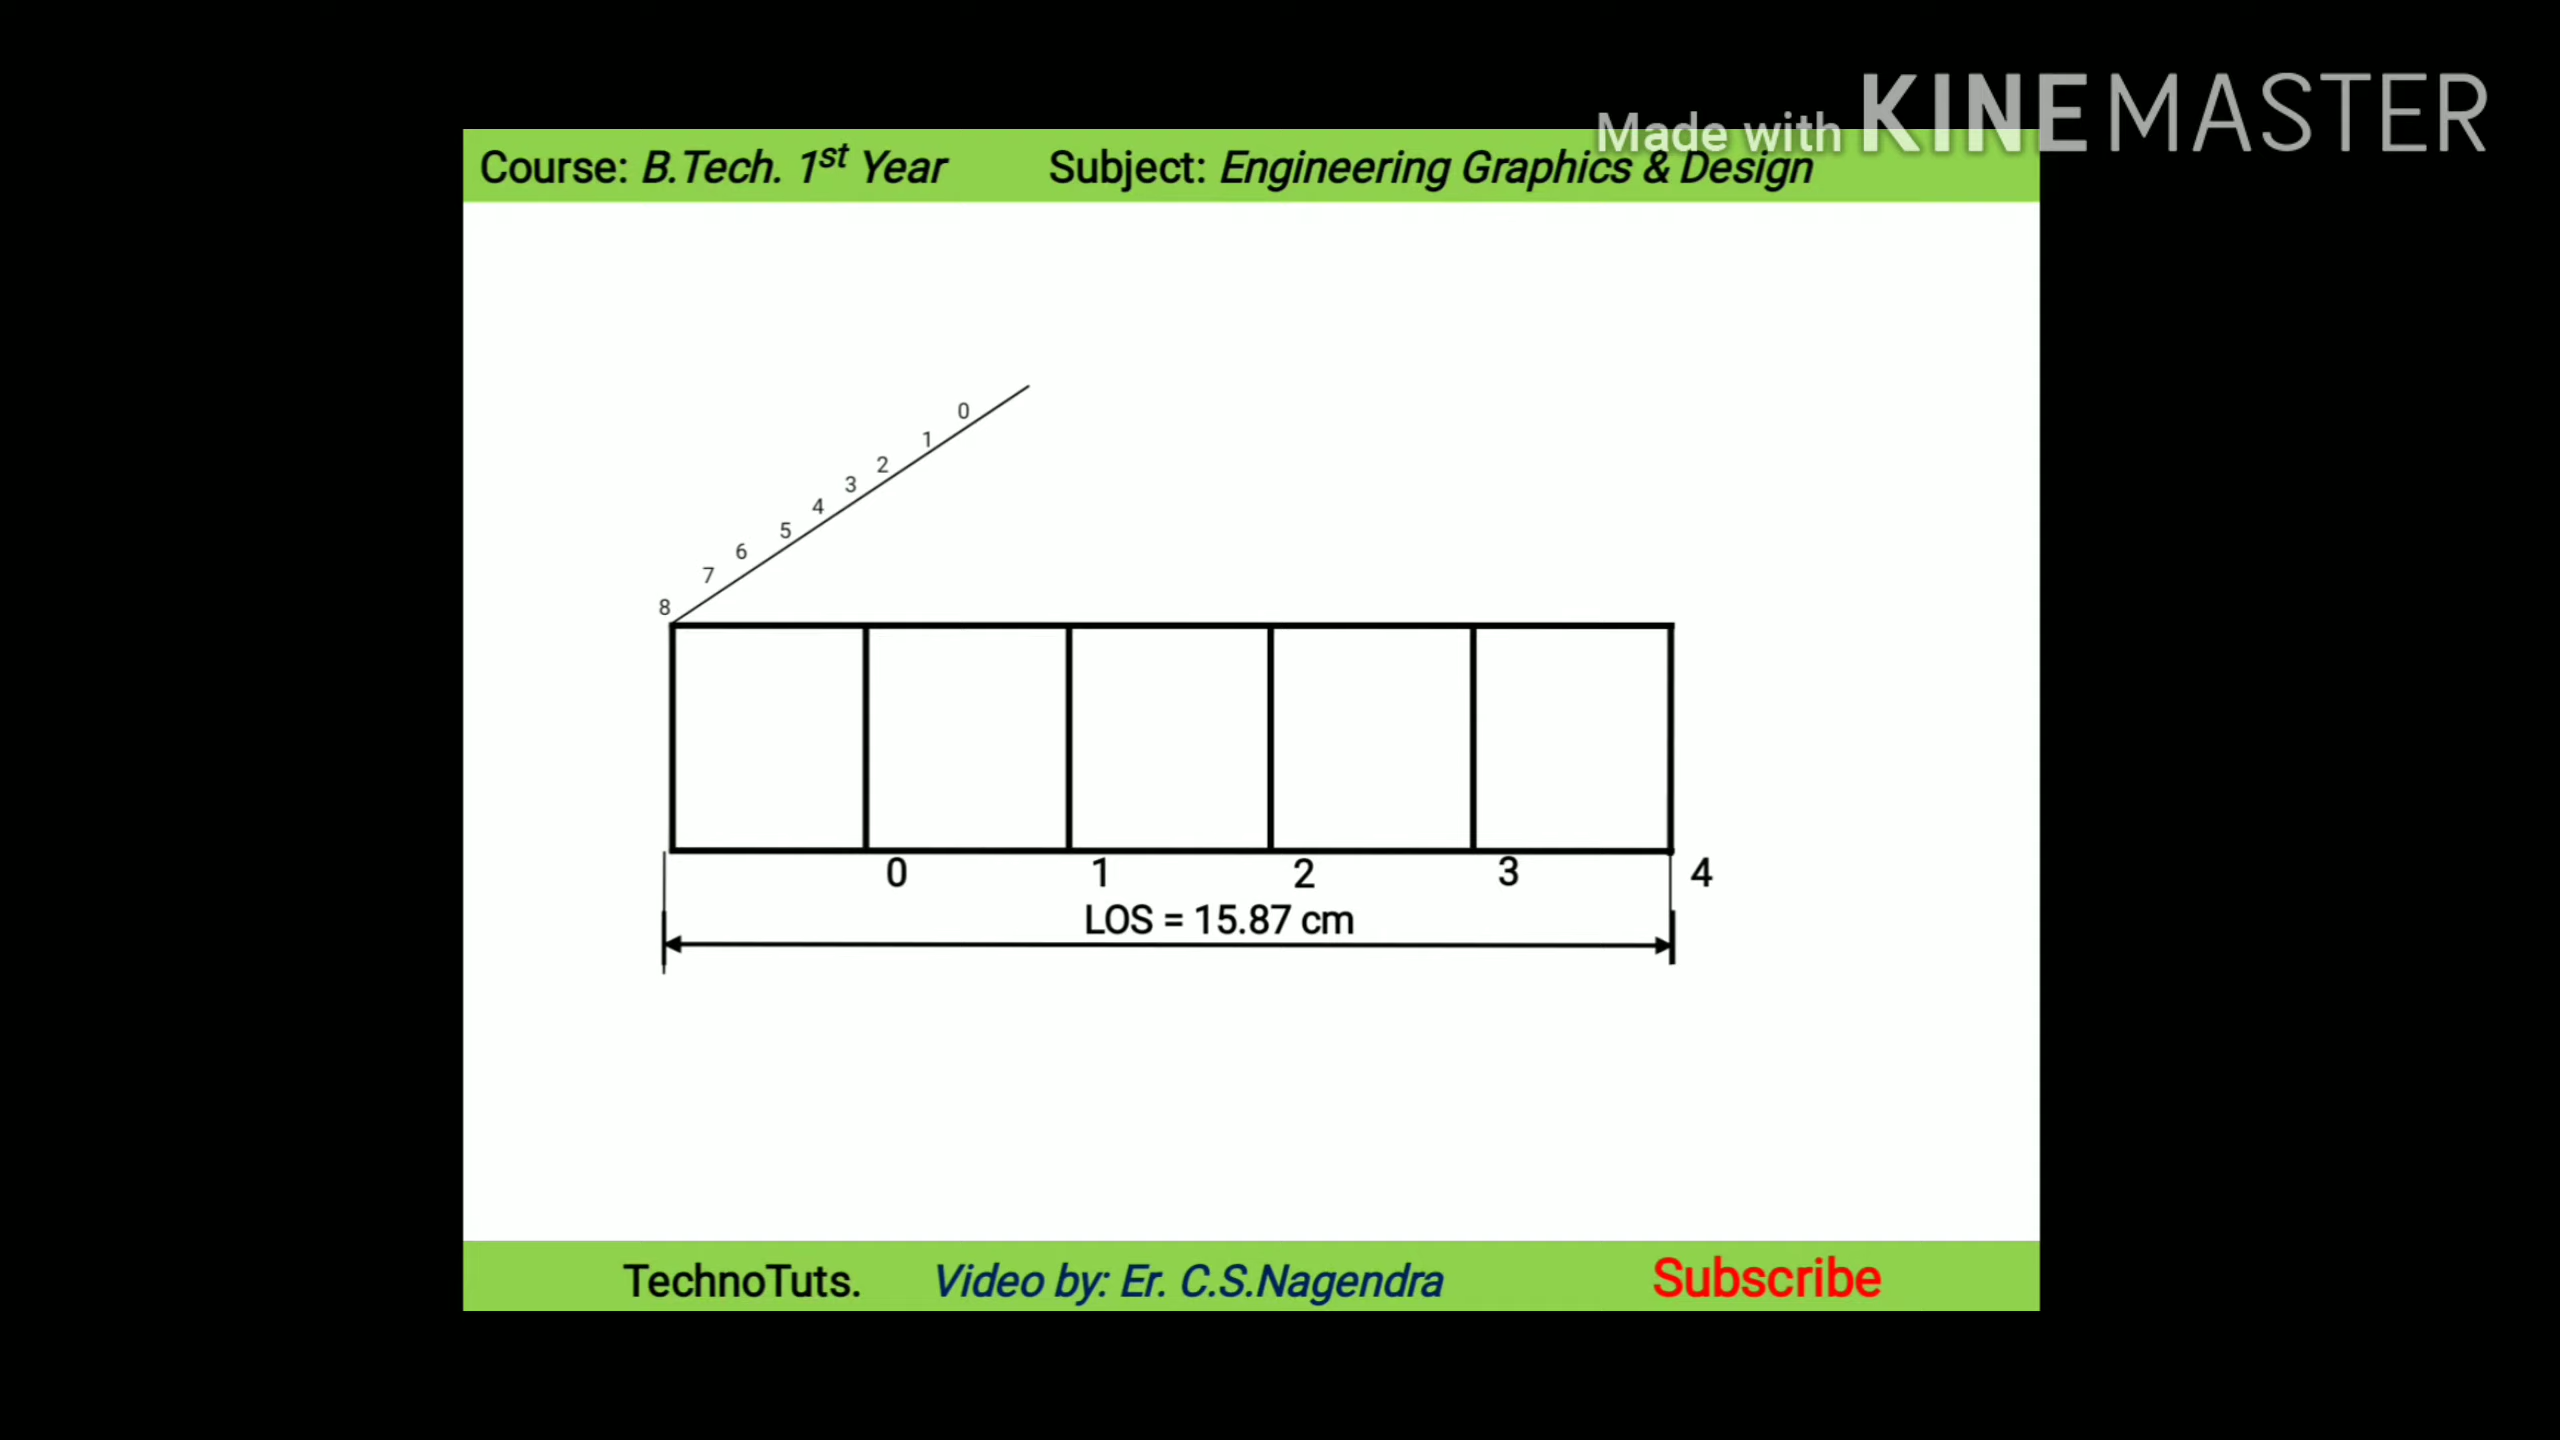 Made with KINEMASTER
Course: B.Tech. 1st Year Subject: Engineering Graphics & Design
0
1
2
3
4
5
6
7
8
0 1 2 3 4
LOS = 15.87 cm
TechnoTuts. Video by: Er. C.S.Nagendra Subscribe